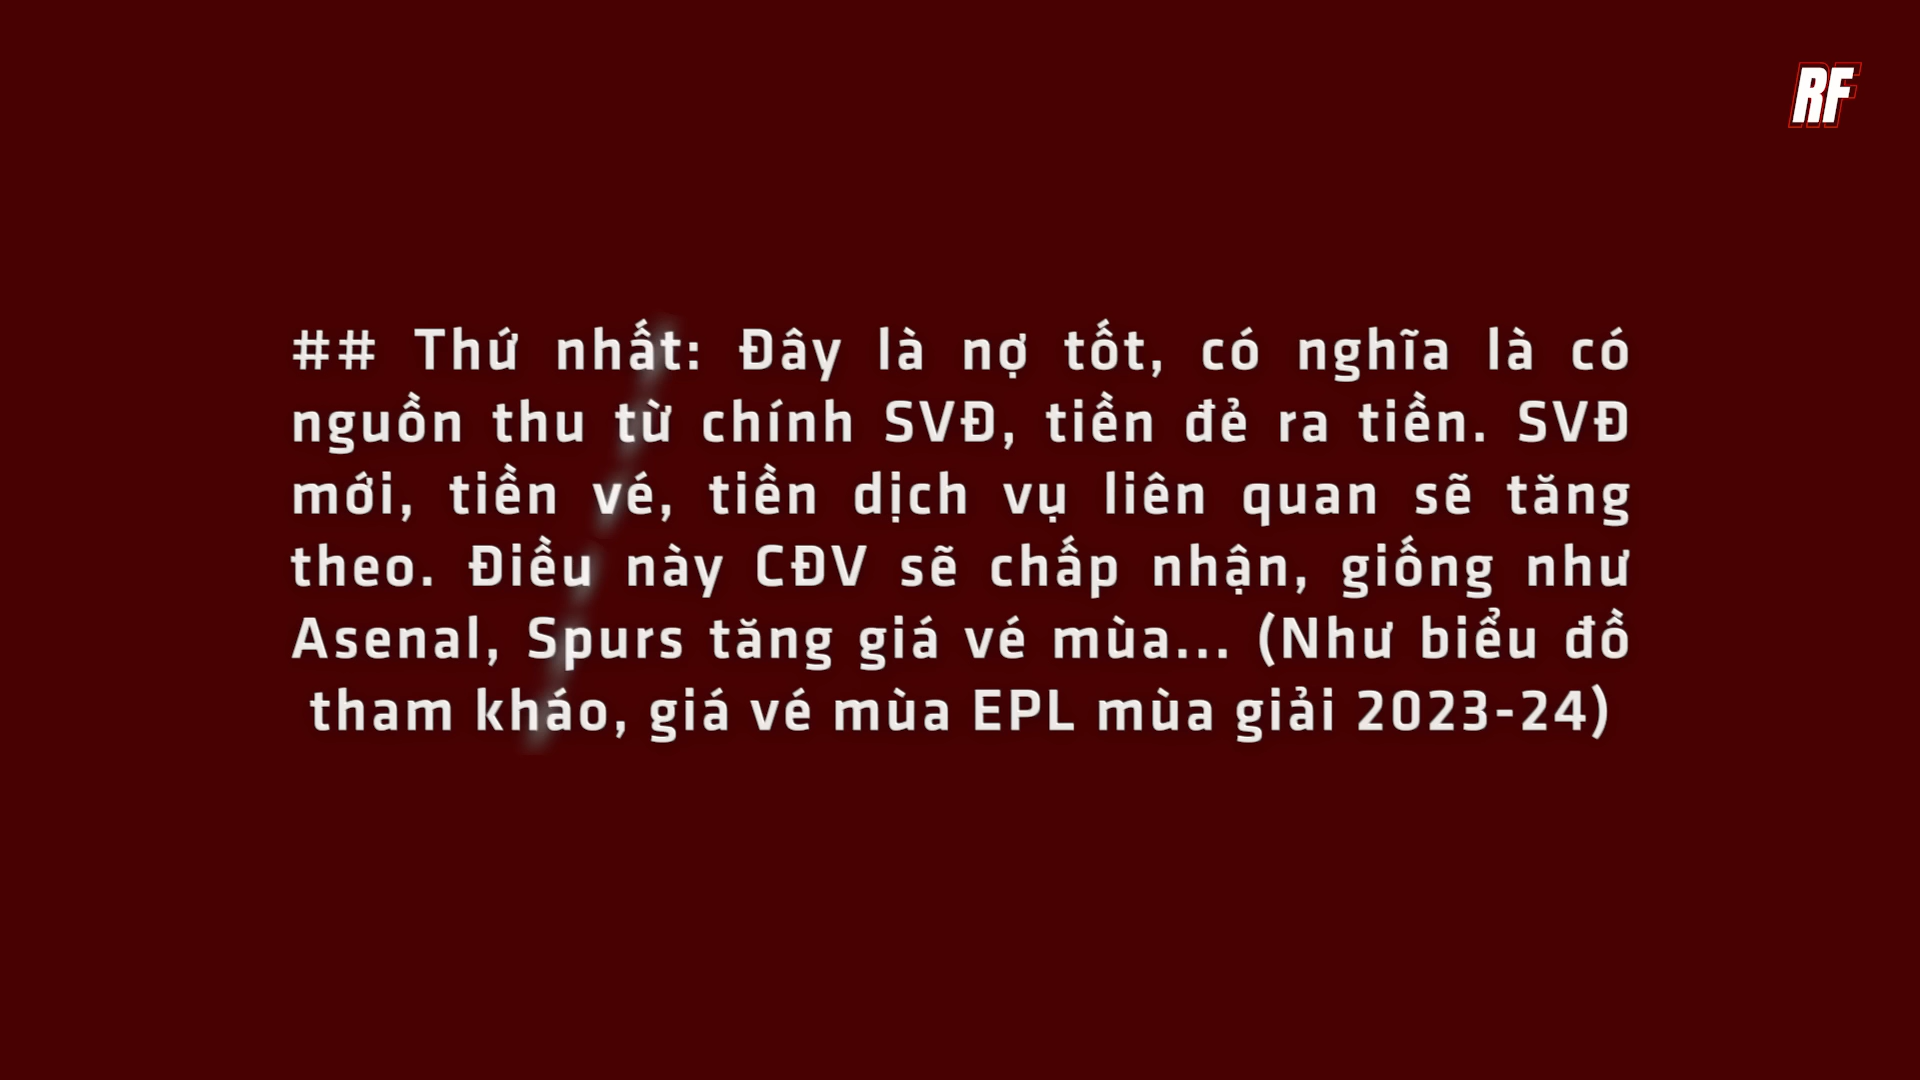 RF
## Thứ nhất: Đây là nợ tốt, có nghĩa là có
nguồn thu từ chính SVĐ, tiền đẻ ra tiền. SVĐ
mới, tiền vé, tiền dịch vụ liên quan sẽ tăng
theo. Điều này CĐV sẽ chấp nhận, giống như
Asenal, Spurs tăng giá vé mùa... (Như biểu đồ
tham kháo, giá vé mùa EPL mùa giải 2023-24)